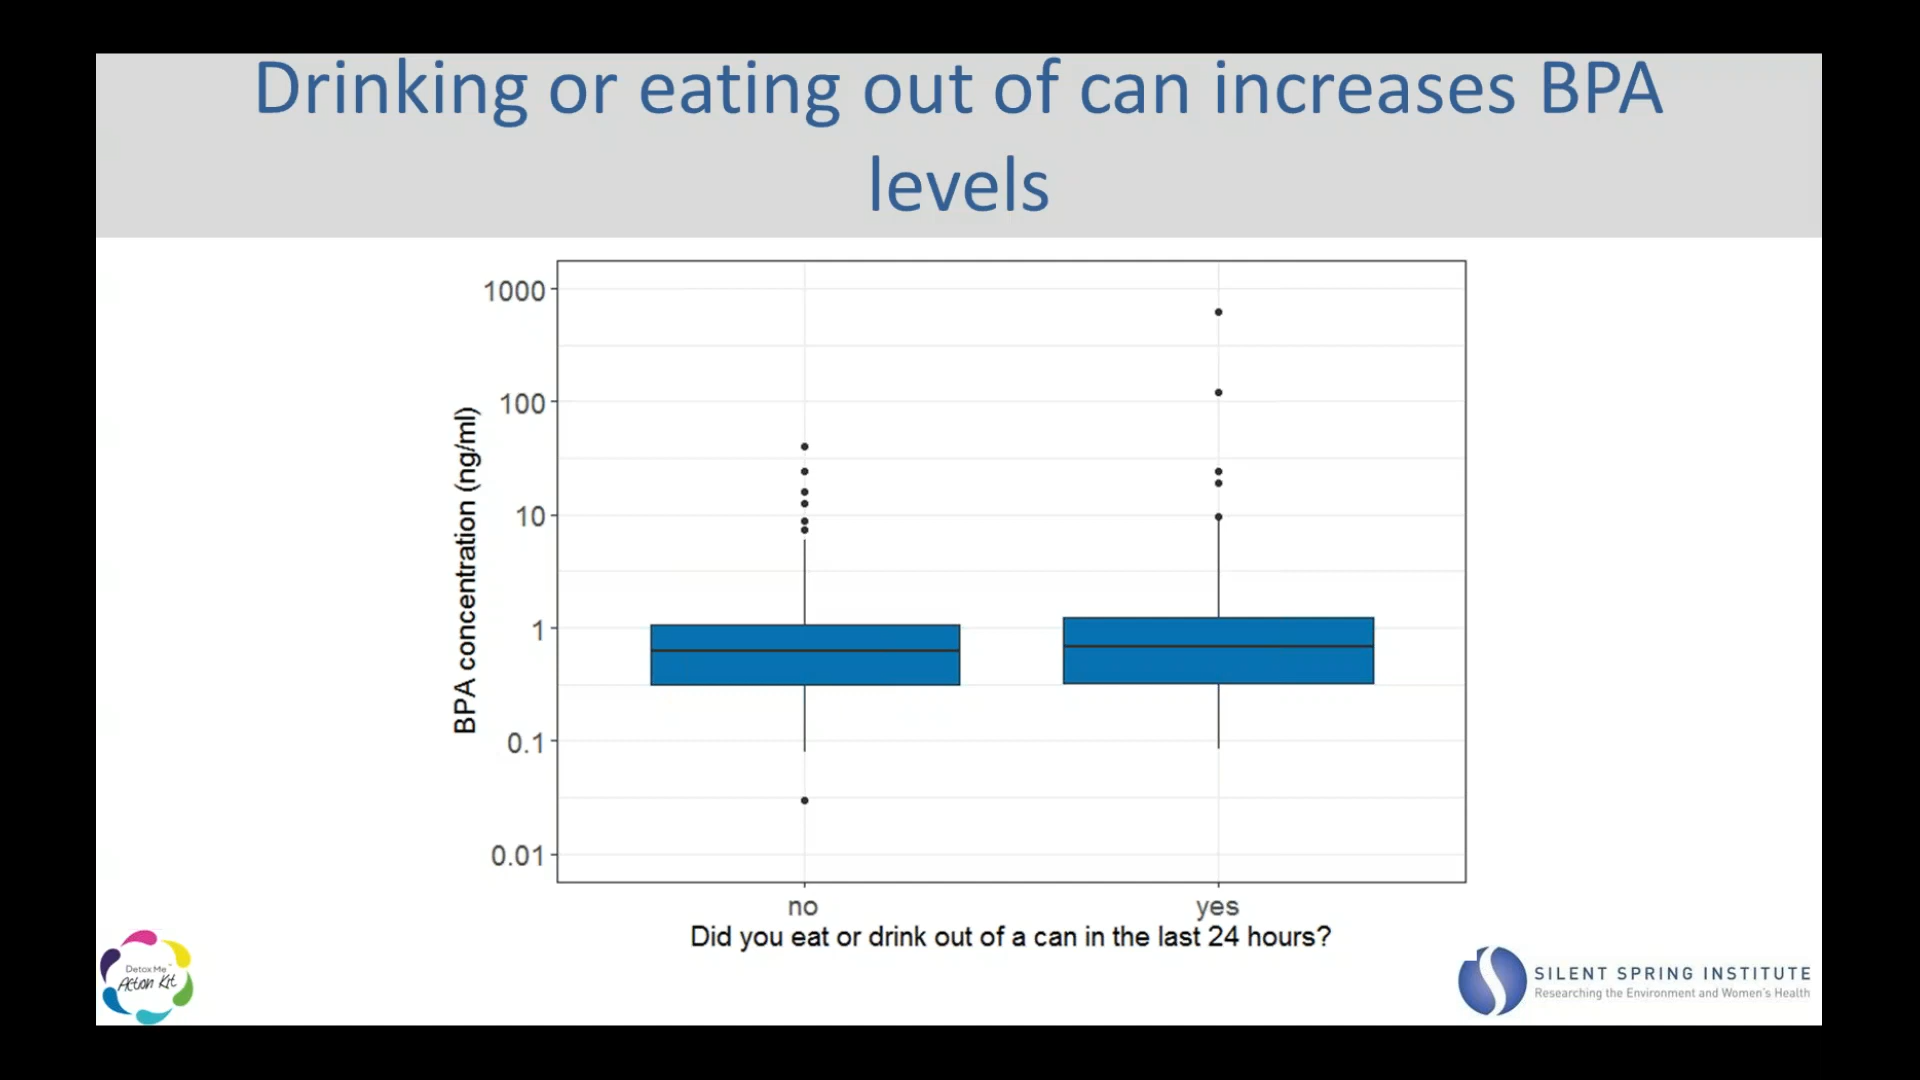 Drinking or eating out of can increases BPA
levels
1000
100
10
1
0.1
0.01
BPA concentration (ng/ml)
no
yes
Did you eat or drink out of a can in the last 24 hours?
Detox Me™
Action Kit
SILENT SPRING INSTITUTE
Researching the Environment and Women's Health